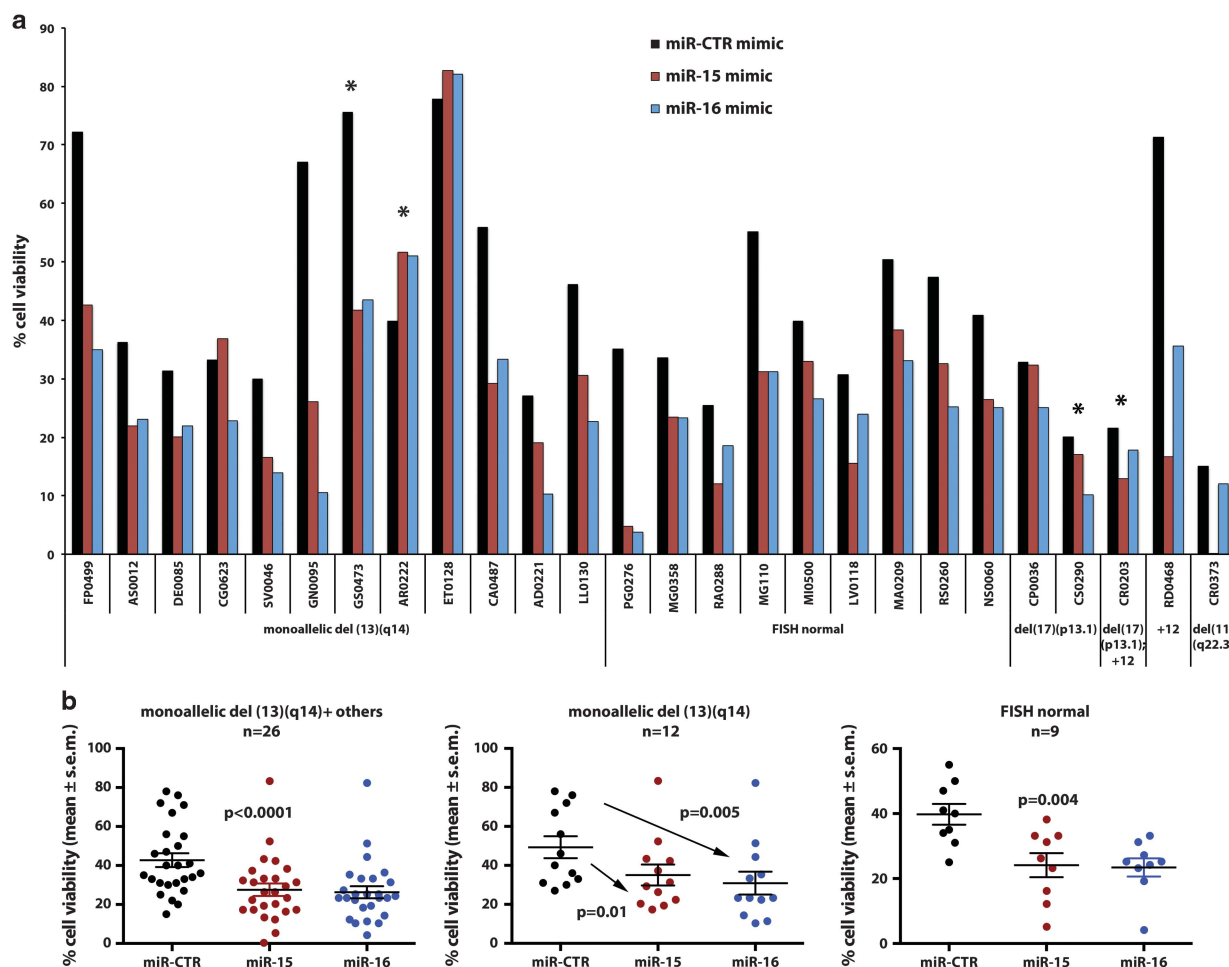 a
90
80
70
60
50
40
30
20
10
0
% cell viability
miR-CTR mimic
miR-15 mimic
miR-16 mimic
*
*
*
*
FP0499
AS0012
DE0085
CG0623
SV0046
GN0095
GS0473
AR0222
ET0128
CA0487
AD0221
LL0130
PG0276
MG0358
RA0288
MG110
MI0500
LV0118
MA0209
RS0260
NS0060
CP0036
CS0290
CR0203
RD0468
CR0373
monoallelic del (13)(q14)
FISH normal
del(17)(p13.1)
del(17)
(p13.1);
+12
+12
del(11
(q22.3
b
monoallelic del (13)(q14)+ others
n=26
% cell viability (mean ± s.e.m.)
100
80
60
40
20
0
p<0.0001
miR-CTR
miR-15
miR-16
monoallelic del (13)(q14)
n=12
% cell viability (mean ± s.e.m.)
100
80
60
40
20
0
p=0.005
p=0.01
miR-CTR
miR-15
miR-16
FISH normal
n=9
% cell viability (mean ± s.e.m.)
60
40
20
0
p=0.004
miR-CTR
miR-15
miR-16